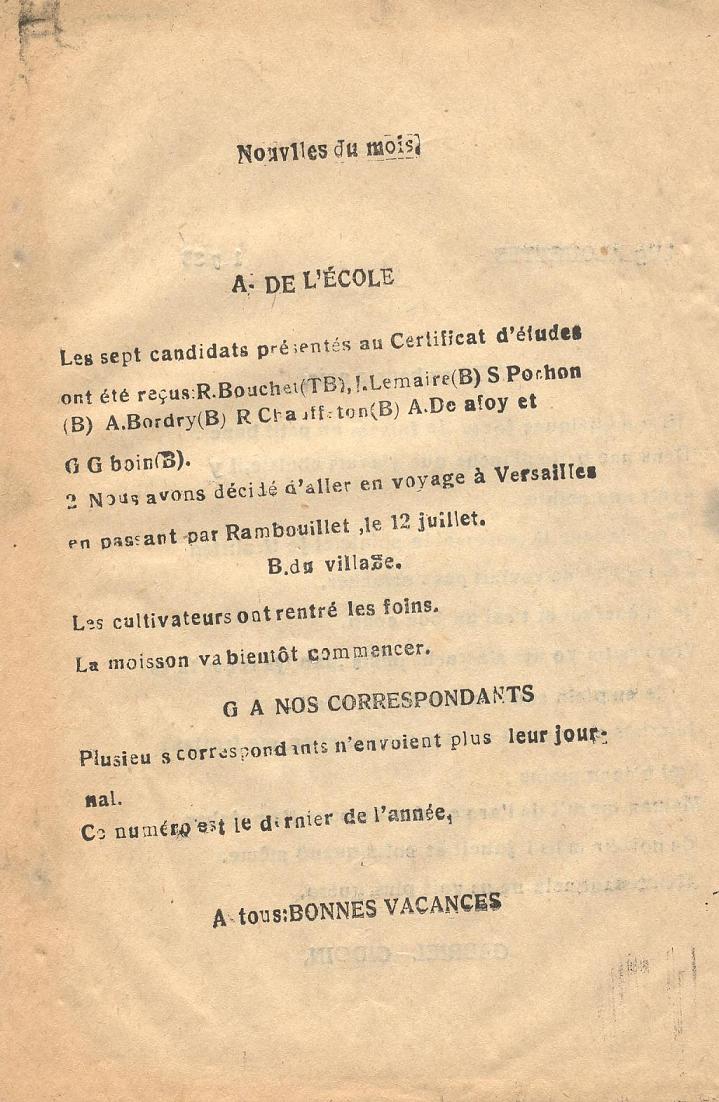 Nouvlles du mois
A- DE L'ÉCOLE
Les sept candidats présentés au Certificat d'études
ont été reçus:R.Bouchet(TB),J.Lemaire(B) S Pochon
(B) A.Bordry(B) R Chauffeton(B) A.De afoy et
G G boin(B).
2 Nous avons décidé d'aller en voyage à Versailles
en passant par Rambouillet ,le 12 juillet.
B.du village.
Les cultivateurs ont rentré les foins.
La moisson va bientôt commencer.
G A NOS CORRESPONDANTS
Plusieu s correspondants n'envoient plus leur jour-
nal.
Ce numéro est le dernier de l'année,
A tous:BONNES VACANCES